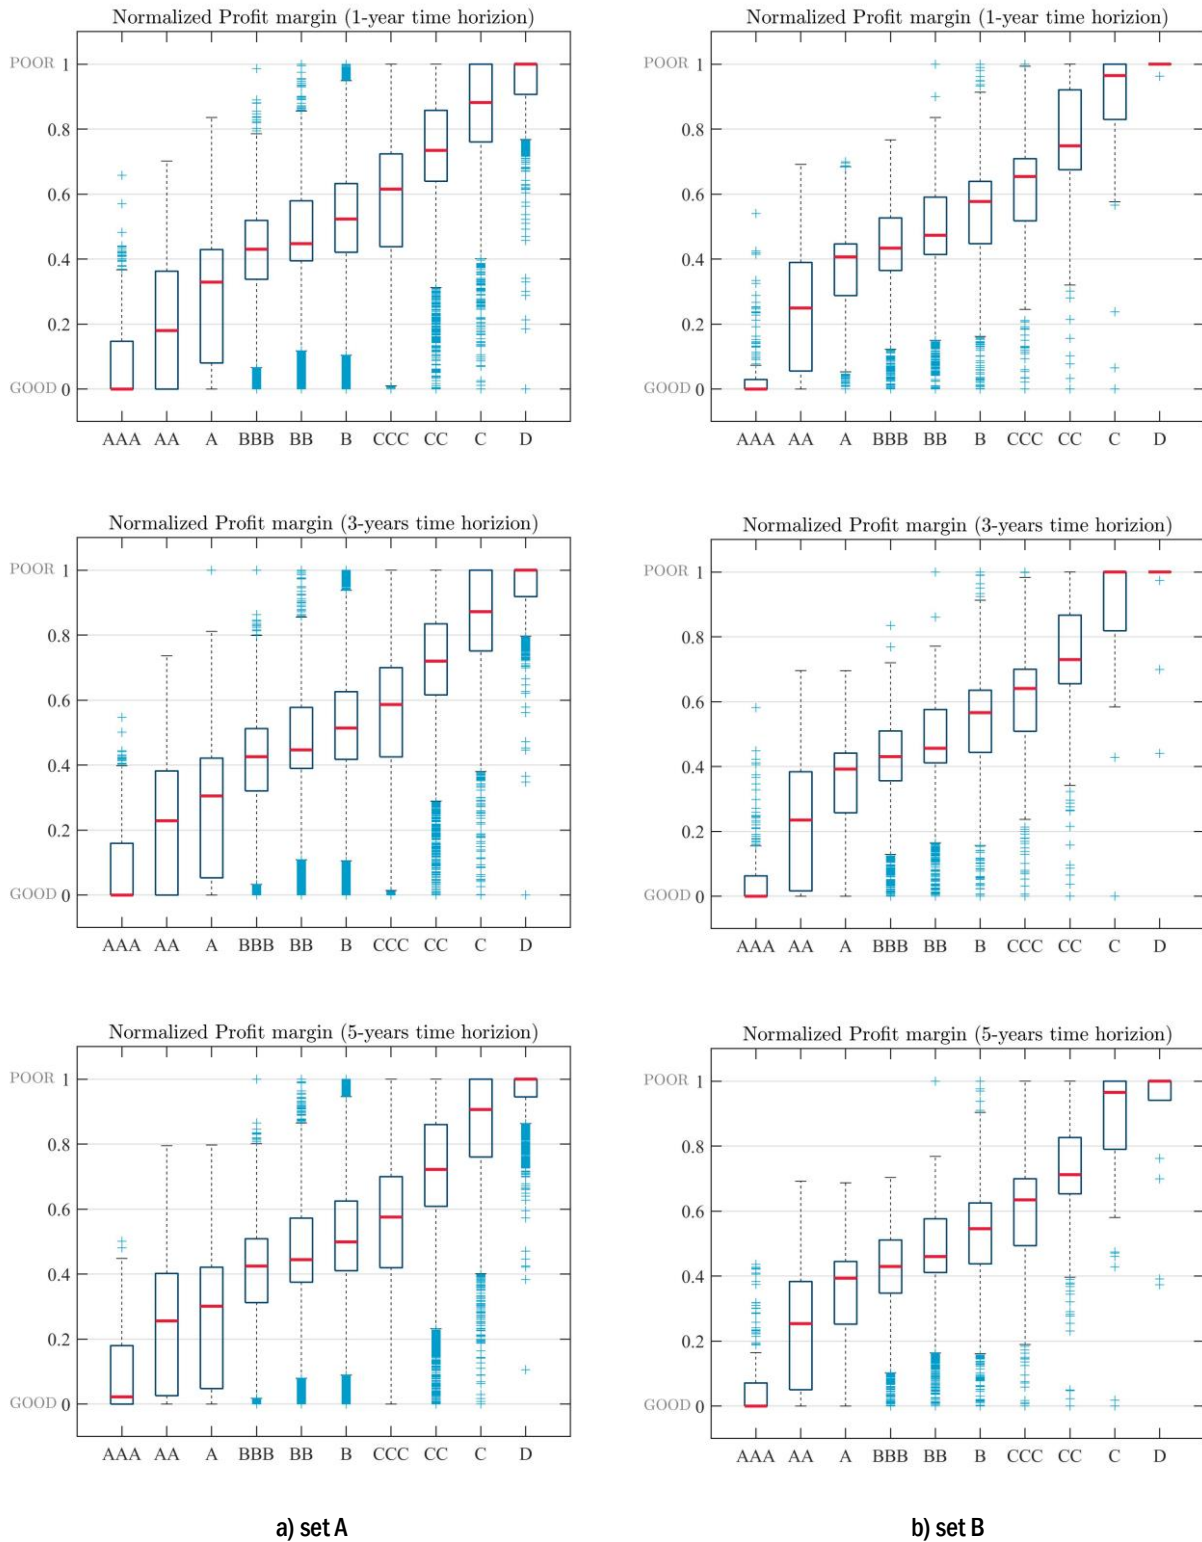 Normalized Profit margin (1-year time horizion)
POOR 1
0.8
0.6
0.4
0.2
GOOD 0
AAA AA A BBB BB B CCC CC C D
Normalized Profit margin (1-year time horizion)
POOR 1
0.8
0.6
0.4
0.2
GOOD 0
AAA AA A BBB BB B CCC CC C D
Normalized Profit margin (3-years time horizion)
POOR 1
0.8
0.6
0.4
0.2
GOOD 0
AAA AA A BBB BB B CCC CC C D
Normalized Profit margin (3-years time horizion)
POOR 1
0.8
0.6
0.4
0.2
GOOD 0
AAA AA A BBB BB B CCC CC C D
Normalized Profit margin (5-years time horizion)
POOR 1
0.8
0.6
0.4
0.2
GOOD 0
AAA AA A BBB BB B CCC CC C D
Normalized Profit margin (5-years time horizion)
POOR 1
0.8
0.6
0.4
0.2
GOOD 0
AAA AA A BBB BB B CCC CC C D
a) set A
b) set B